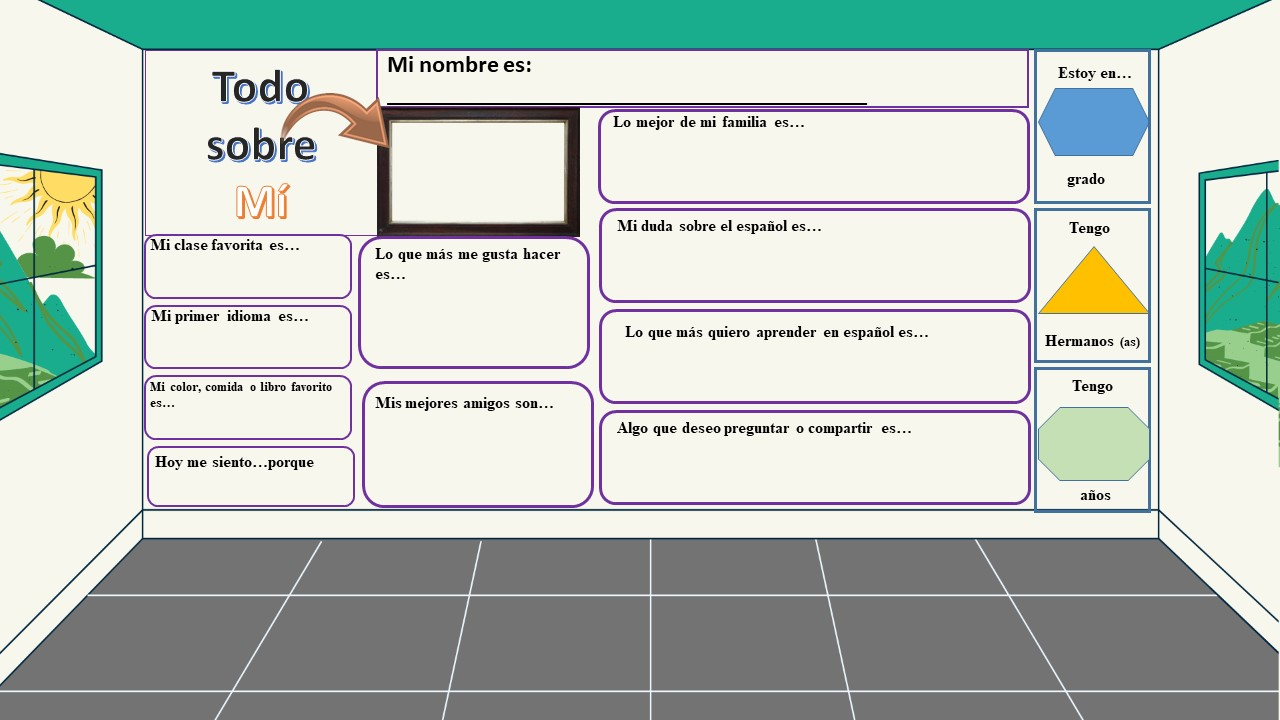 Todo
sobre
Mí
Mi nombre es:
Lo mejor de mi familia es…
Mi duda sobre el español es…
Lo que más quiero aprender en español es…
Algo que deseo preguntar o compartir es…
Mi clase favorita es…
Mi primer idioma es…
Mi color, comida o libro favorito
es…
Hoy me siento…porque
Lo que más me gusta hacer
es…
Mis mejores amigos son…
Estoy en…
grado
Tengo
Hermanos (as)
Tengo
años